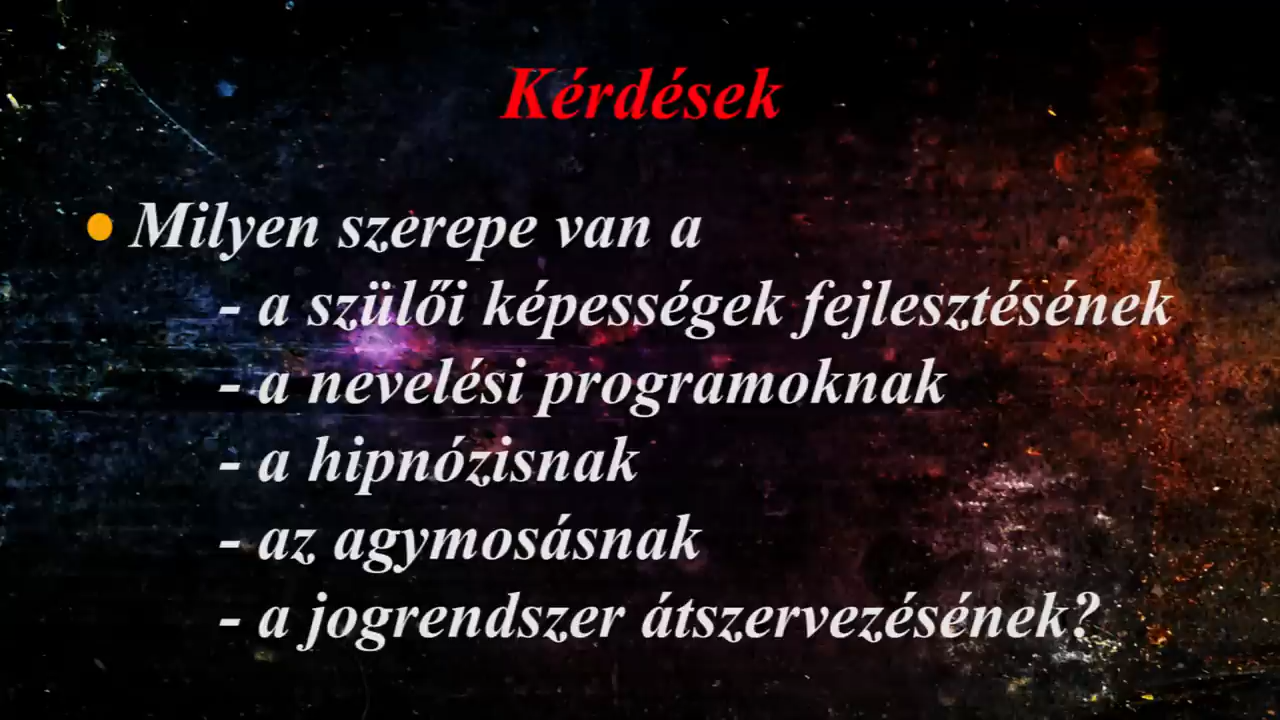 Kérdések
• Milyen szerepe van a
- a szülői képességek fejlesztésének
- a nevelési programoknak
- a hipnózisnak
- az agymosásnak
- a jogrendszer átszervezésének?